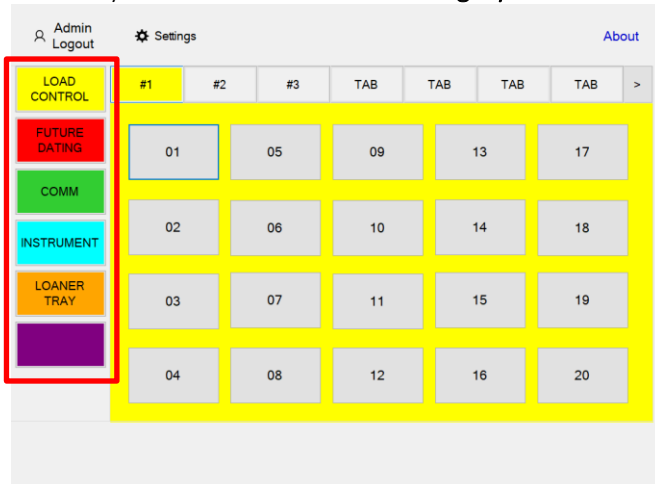 Admin
Logout
Settings
About
LOAD
CONTROL
#1
#2
#3
TAB
TAB
TAB
TAB
>
FUTURE
DATING
COMM
INSTRUMENT
LOANER
TRAY
01
05
09
13
17
02
06
10
14
18
03
07
11
15
19
04
08
12
16
20